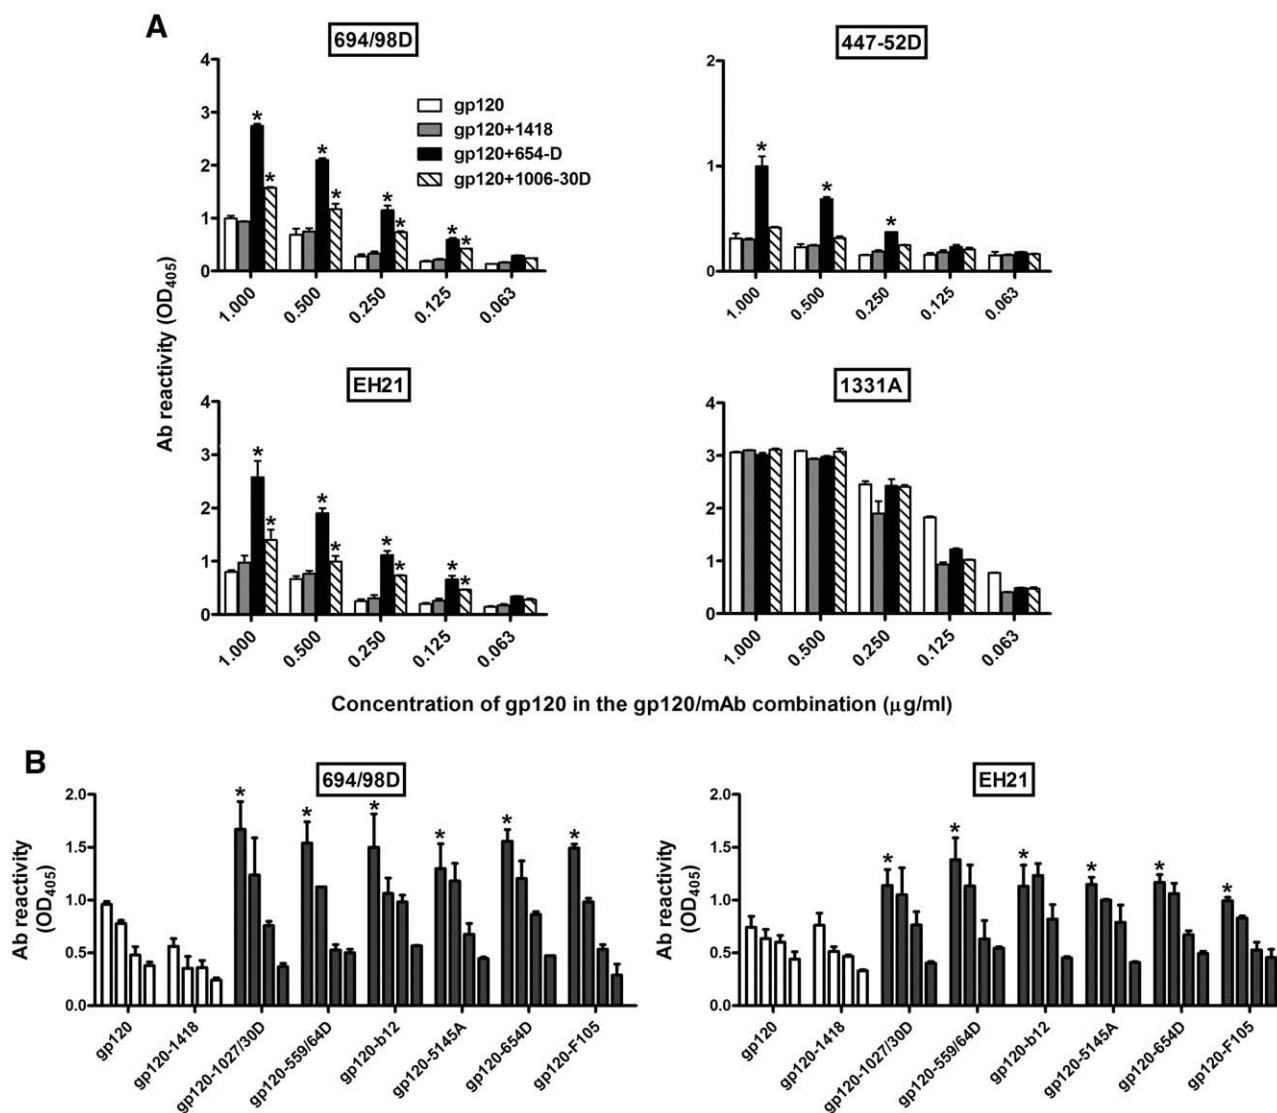 A
694/98D
4
3
2
1
0
*
*
*
*
*
*
*
*
gp120
gp120+1418
gp120+654-D
gp120+1006-30D
1.000
0.500
0.250
0.125
0.063
447-52D
2
1
0
*
*
*
1.000
0.500
0.250
0.125
0.063
Ab reactivity (OD405)
EH21
4
3
2
1
0
*
*
*
*
*
*
*
*
1.000
0.500
0.250
0.125
0.063
1331A
4
3
2
1
0
1.000
0.500
0.250
0.125
0.063
Concentration of gp120 in the gp120/mAb combination (μg/ml)
B
694/98D
Ab reactivity
(OD405)
2.0
1.5
1.0
0.5
0.0
*
*
*
*
*
*
gp120
gp120-1418
gp120-1027/30D
gp120-559/64D
gp120-b12
gp120-5145A
gp120-654D
gp120-F105
EH21
Ab reactivity
(OD405)
2.0
1.5
1.0
0.5
0.0
*
*
*
*
*
*
gp120
gp120-1418
gp120-1027/30D
gp120-559/64D
gp120-b12
gp120-5145A
gp120-654D
gp120-F105